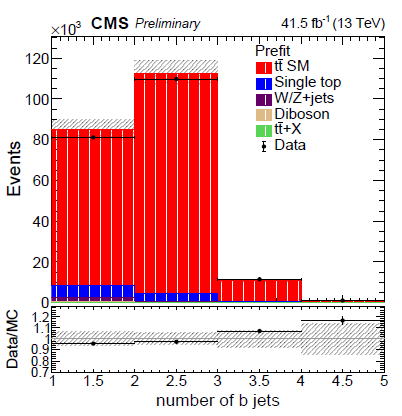 ×10³ CMS Preliminary 41.5 fb⁻¹ (13 TeV)
Prefit
tt̄ SM
Single top
W/Z+jets
Diboson
tt̄+X
Data
Events
120
100
80
60
40
20
0
Data/MC
1.2
1.1
1
0.9
0.8
0.7
1 1.5 2 2.5 3 3.5 4 4.5 5
number of b jets